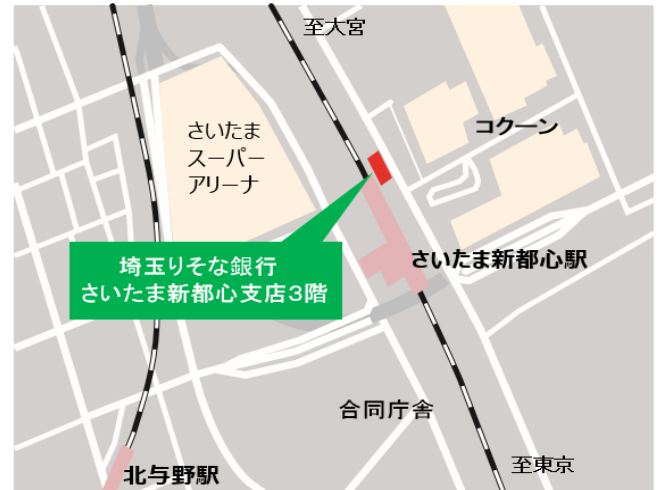 至大宮
コクーン
さいたま
スーパー
アリーナ
埼玉りそな銀行
さいたま新都心支店3階
さいたま新都心駅
合同庁舎
至東京
北与野駅